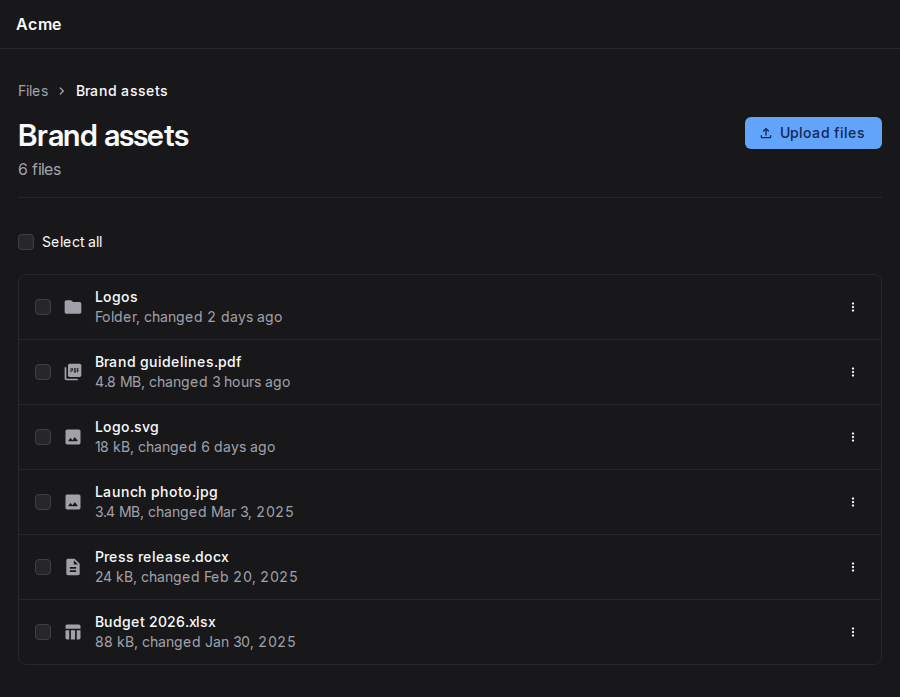 Acme
Files > Brand assets
Brand assets
Upload files
6 files
Select all
Logos
Folder, changed 2 days ago
Brand guidelines.pdf
4.8 MB, changed 3 hours ago
Logo.svg
18 kB, changed 6 days ago
Launch photo.jpg
3.4 MB, changed Mar 3, 2025
Press release.docx
24 kB, changed Feb 20, 2025
Budget 2026.xlsx
88 kB, changed Jan 30, 2025